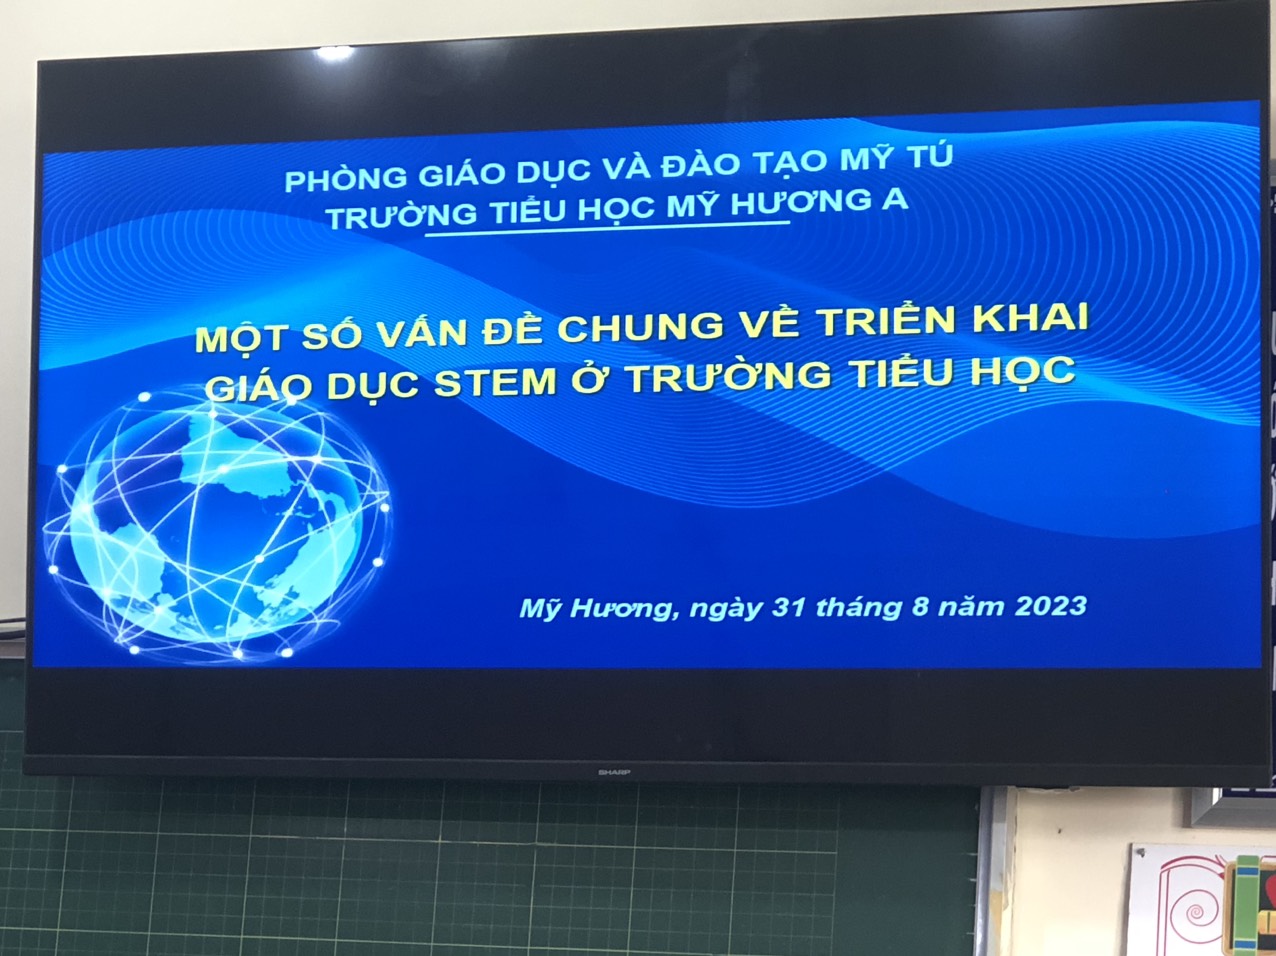 PHÒNG GIÁO DỤC VÀ ĐÀO TẠO MỸ TÚ
TRƯỜNG TIỂU HỌC MỸ HƯƠNG A
MỘT SỐ VẤN ĐỀ CHUNG VỀ TRIỂN KHAI
GIÁO DỤC STEM Ở TRƯỜNG TIỂU HỌC
Mỹ Hương, ngày 31 tháng 8 năm 2023
SHARP